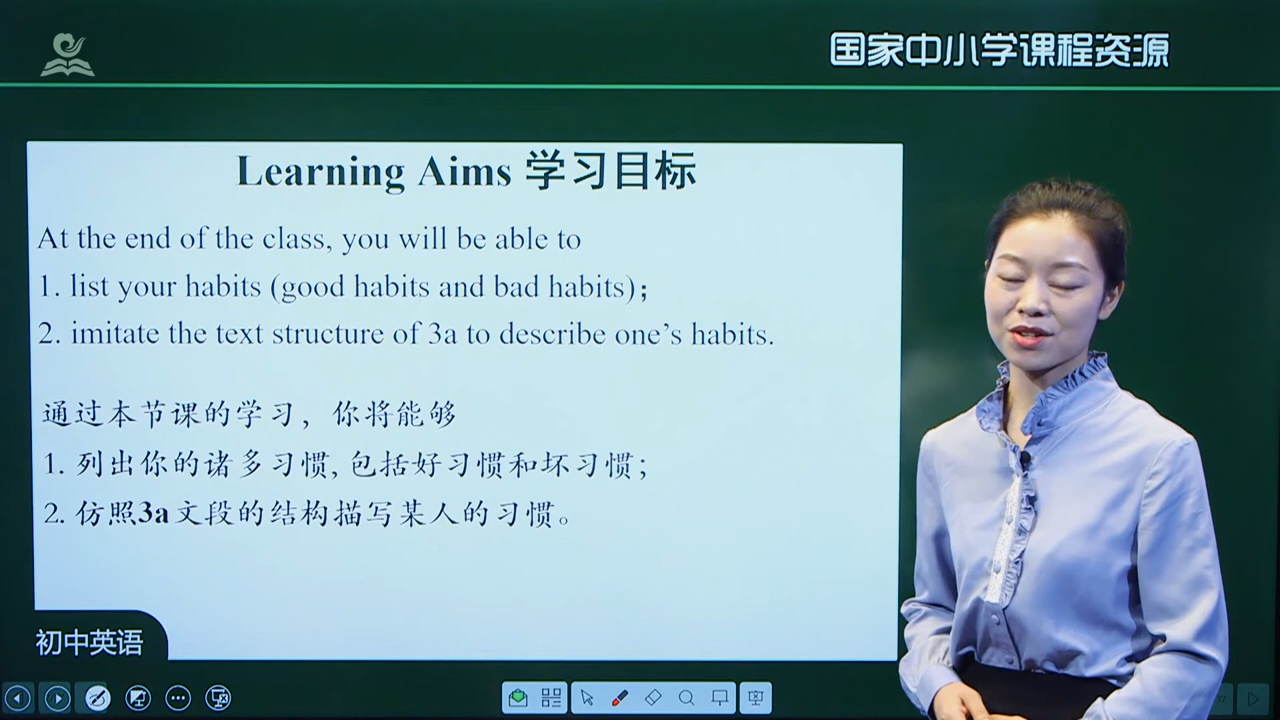 国家中小学课程资源
Learning Aims 学习目标
At the end of the class, you will be able to
1. list your habits (good habits and bad habits);
2. imitate the text structure of 3a to describe one’s habits.
通过本节课的学习，你将能够
1. 列出你的诸多习惯, 包括好习惯和坏习惯;
2. 仿照3a文段的结构描写某人的习惯。
初中英语